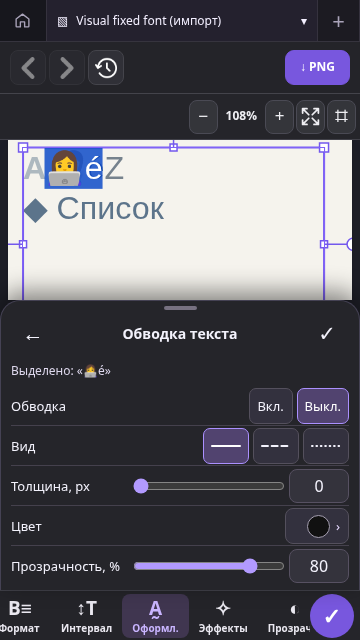 Visual fixed font (импорт)
↓ PNG
108%
A👩‍💻éZ
◆ Список
Обводка текста
Выделено: «👩‍💻é»
Обводка Вкл. Выкл.
Вид
Толщина, px 0
Цвет
Прозрачность, % 80
Формат Интервал Оформл. Эффекты Прозрач